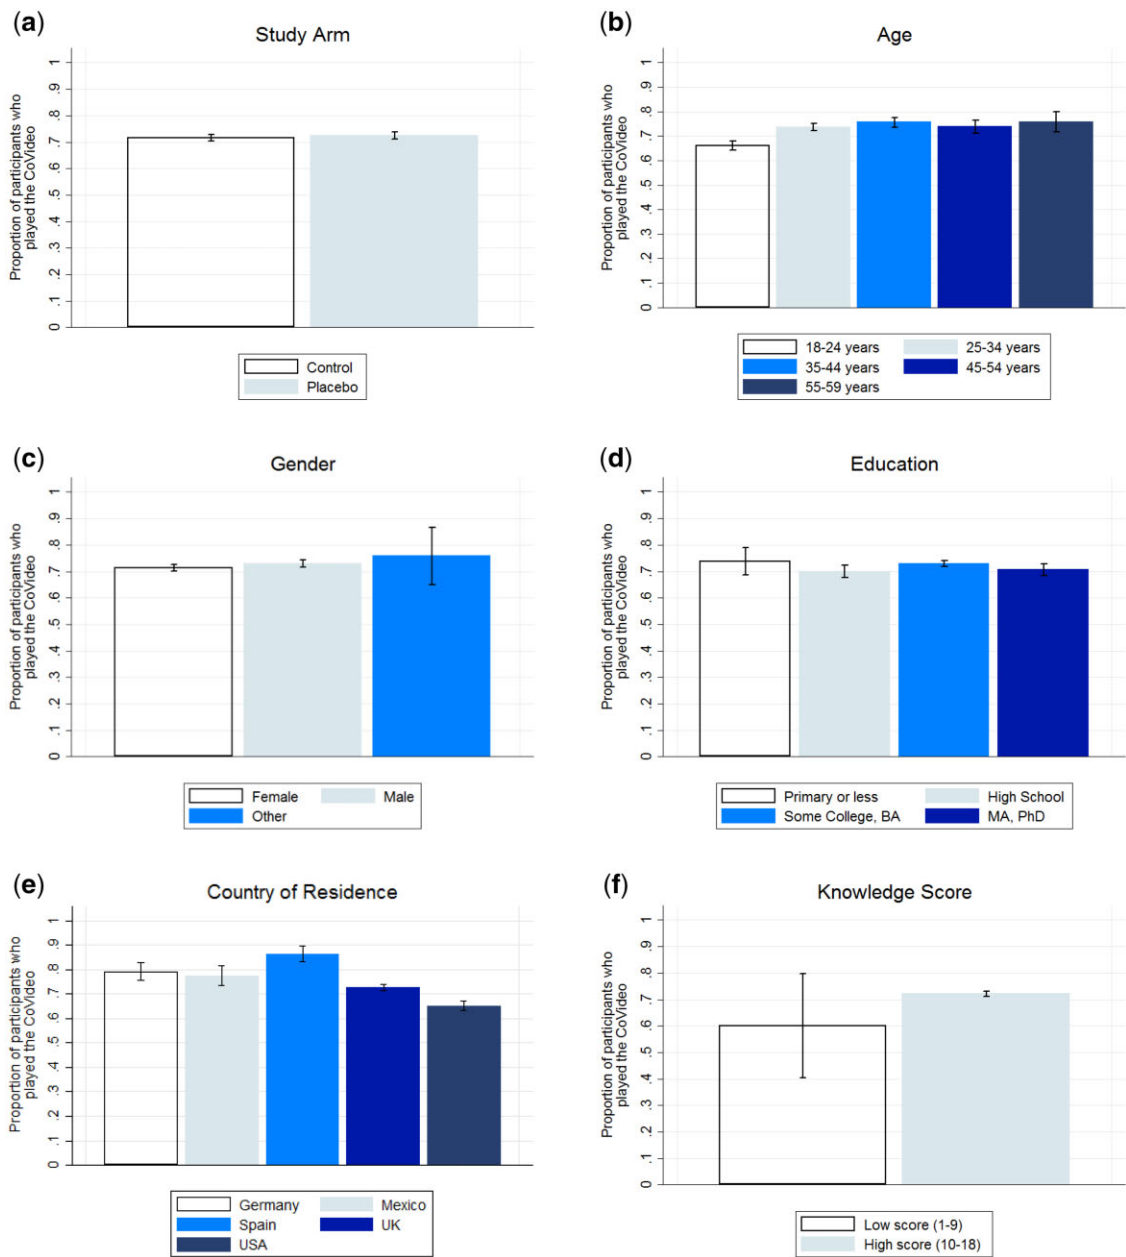 (a)
Study Arm
Proportion of participants who
played the CoVideo
0 .1 .2 .3 .4 .5 .6 .7 .8 .9 1
Control
Placebo
(b)
Age
Proportion of participants who
played the CoVideo
0 .1 .2 .3 .4 .5 .6 .7 .8 .9 1
18-24 years 25-34 years
35-44 years 45-54 years
55-59 years
(c)
Gender
Proportion of participants who
played the CoVideo
0 .1 .2 .3 .4 .5 .6 .7 .8 .9 1
Female Male
Other
(d)
Education
Proportion of participants who
played the CoVideo
0 .1 .2 .3 .4 .5 .6 .7 .8 .9 1
Primary or less High School
Some College, BA MA, PhD
(e)
Country of Residence
Proportion of participants who
played the CoVideo
0 .1 .2 .3 .4 .5 .6 .7 .8 .9 1
Germany Mexico
Spain UK
USA
(f)
Knowledge Score
Proportion of participants who
played the CoVideo
0 .1 .2 .3 .4 .5 .6 .7 .8 .9 1
Low score (1-9)
High score (10-18)